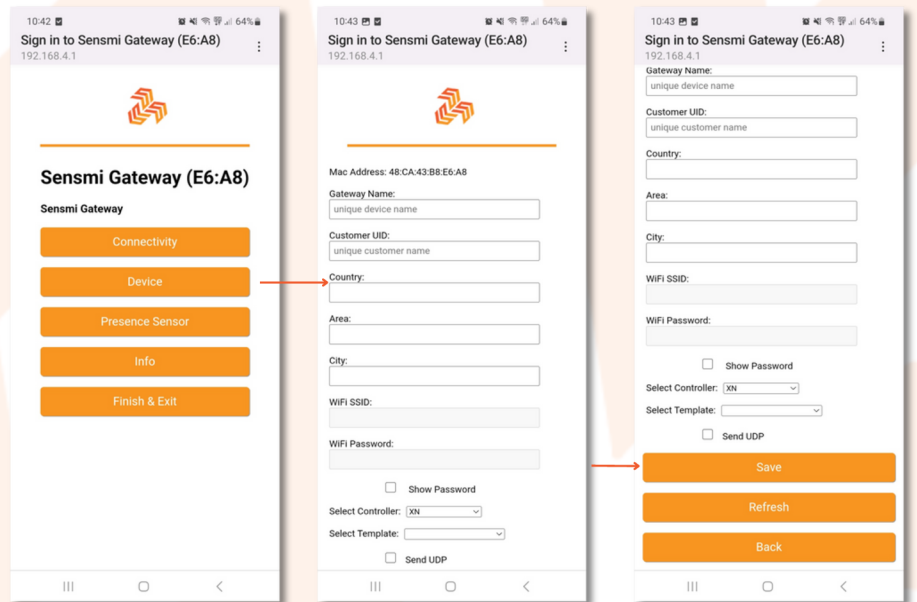 10:42
64%
Sign in to Sensmi Gateway (E6:A8)
192.168.4.1
Sensmi Gateway (E6:A8)
Sensmi Gateway
Connectivity
Device
Presence Sensor
Info
Finish & Exit
10:43
64%
Sign in to Sensmi Gateway (E6:A8)
192.168.4.1
Mac Address: 48:CA:43:B8:E6:A8
Gateway Name:
unique device name
Customer UID:
unique customer name
Country:
Area:
City:
WiFi SSID:
WiFi Password:
Show Password
Select Controller: XN
Select Template:
Send UDP
10:43
64%
Sign in to Sensmi Gateway (E6:A8)
192.168.4.1
Gateway Name:
unique device name
Customer UID:
unique customer name
Country:
Area:
City:
WiFi SSID:
WiFi Password:
Show Password
Select Controller: XN
Select Template:
Send UDP
Save
Refresh
Back